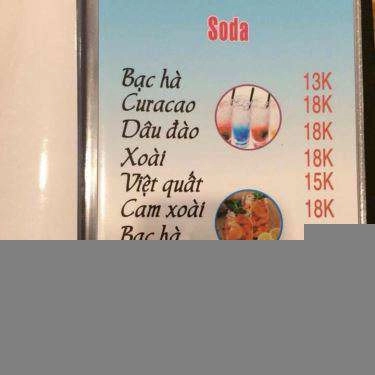 Soda
Bạc hà 13K
Curacao 18K
Dâu đào 18K
Xoài 18K
Việt quất 15K
Cam xoài 18K
Bạc hà